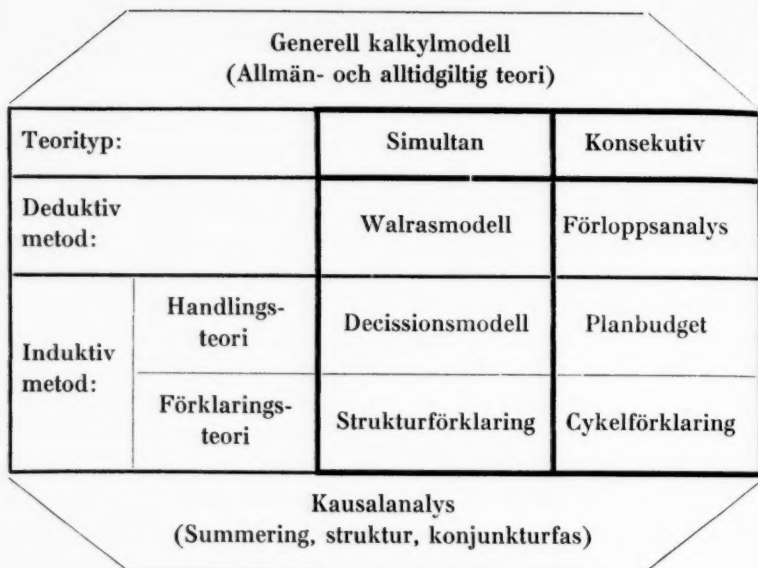 Generell kalkylmodell
(Allmän- och alltidgiltig teori)
Teorityp:
Simultan
Konsekutiv
Deduktiv
metod:
Walrasmodell
Förloppsanalys
Induktiv
metod:
Handlings-
teori
Decissionsmodell
Planbudget
Förklarings-
teori
Strukturförklaring
Cykelförklaring
Kausalanalys
(Summering, struktur, konjunkturfas)